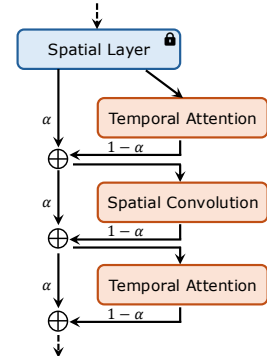 Spatial Layer
α
Temporal Attention
1 − α
α
Spatial Convolution
1 − α
α
Temporal Attention
1 − α